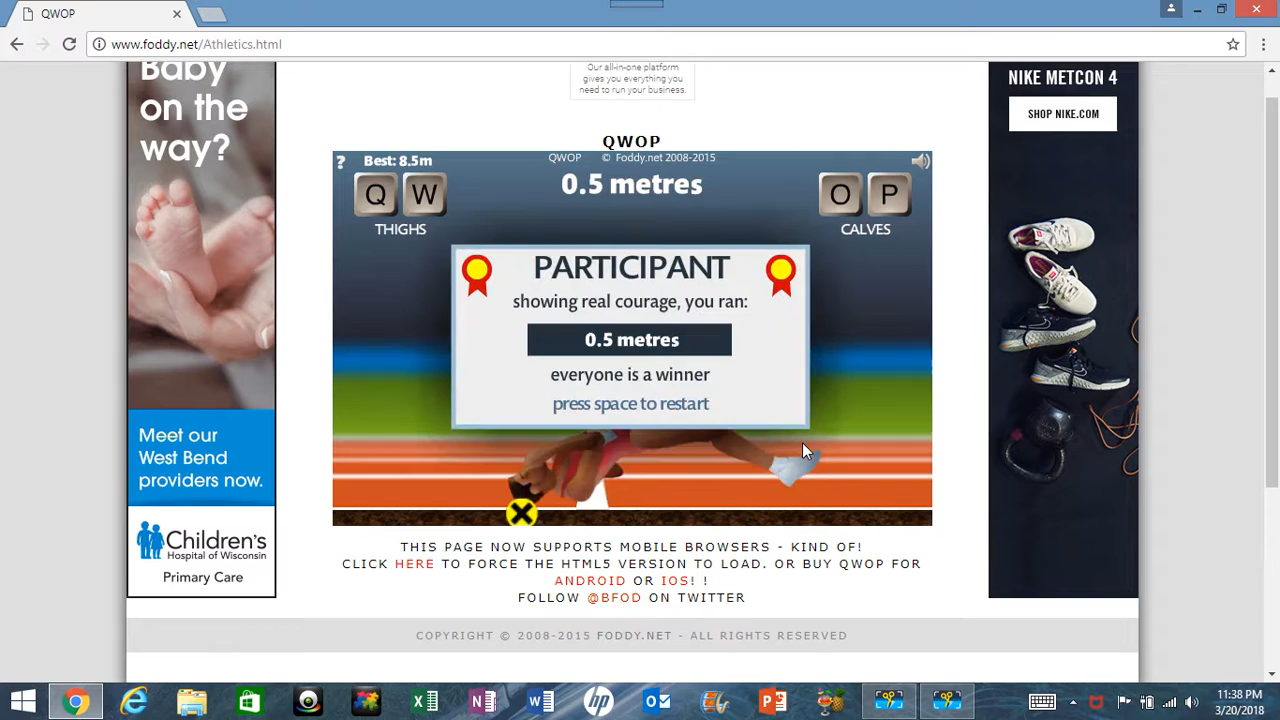 QWOP
www.foddy.net/Athletics.html
Baby
on the
way?
Meet our
West Bend
providers now.
Children's
Hospital of Wisconsin
Primary Care
Our all-in-one platform
gives you everything you
need to run your business.
QWOP
? Best: 8.5m QWOP © Foddy.net 2008-2015
0.5 metres
Q W O P
THIGHS CALVES
PARTICIPANT
showing real courage, you ran:
0.5 metres
everyone is a winner
press space to restart
THIS PAGE NOW SUPPORTS MOBILE BROWSERS - KIND OF!
CLICK HERE TO FORCE THE HTML5 VERSION TO LOAD. OR BUY QWOP FOR
ANDROID OR IOS! !
FOLLOW @BFOD ON TWITTER
COPYRIGHT © 2008-2015 FODDY.NET - ALL RIGHTS RESERVED
NIKE METCON 4
SHOP NIKE.COM
11:38 PM
3/20/2018